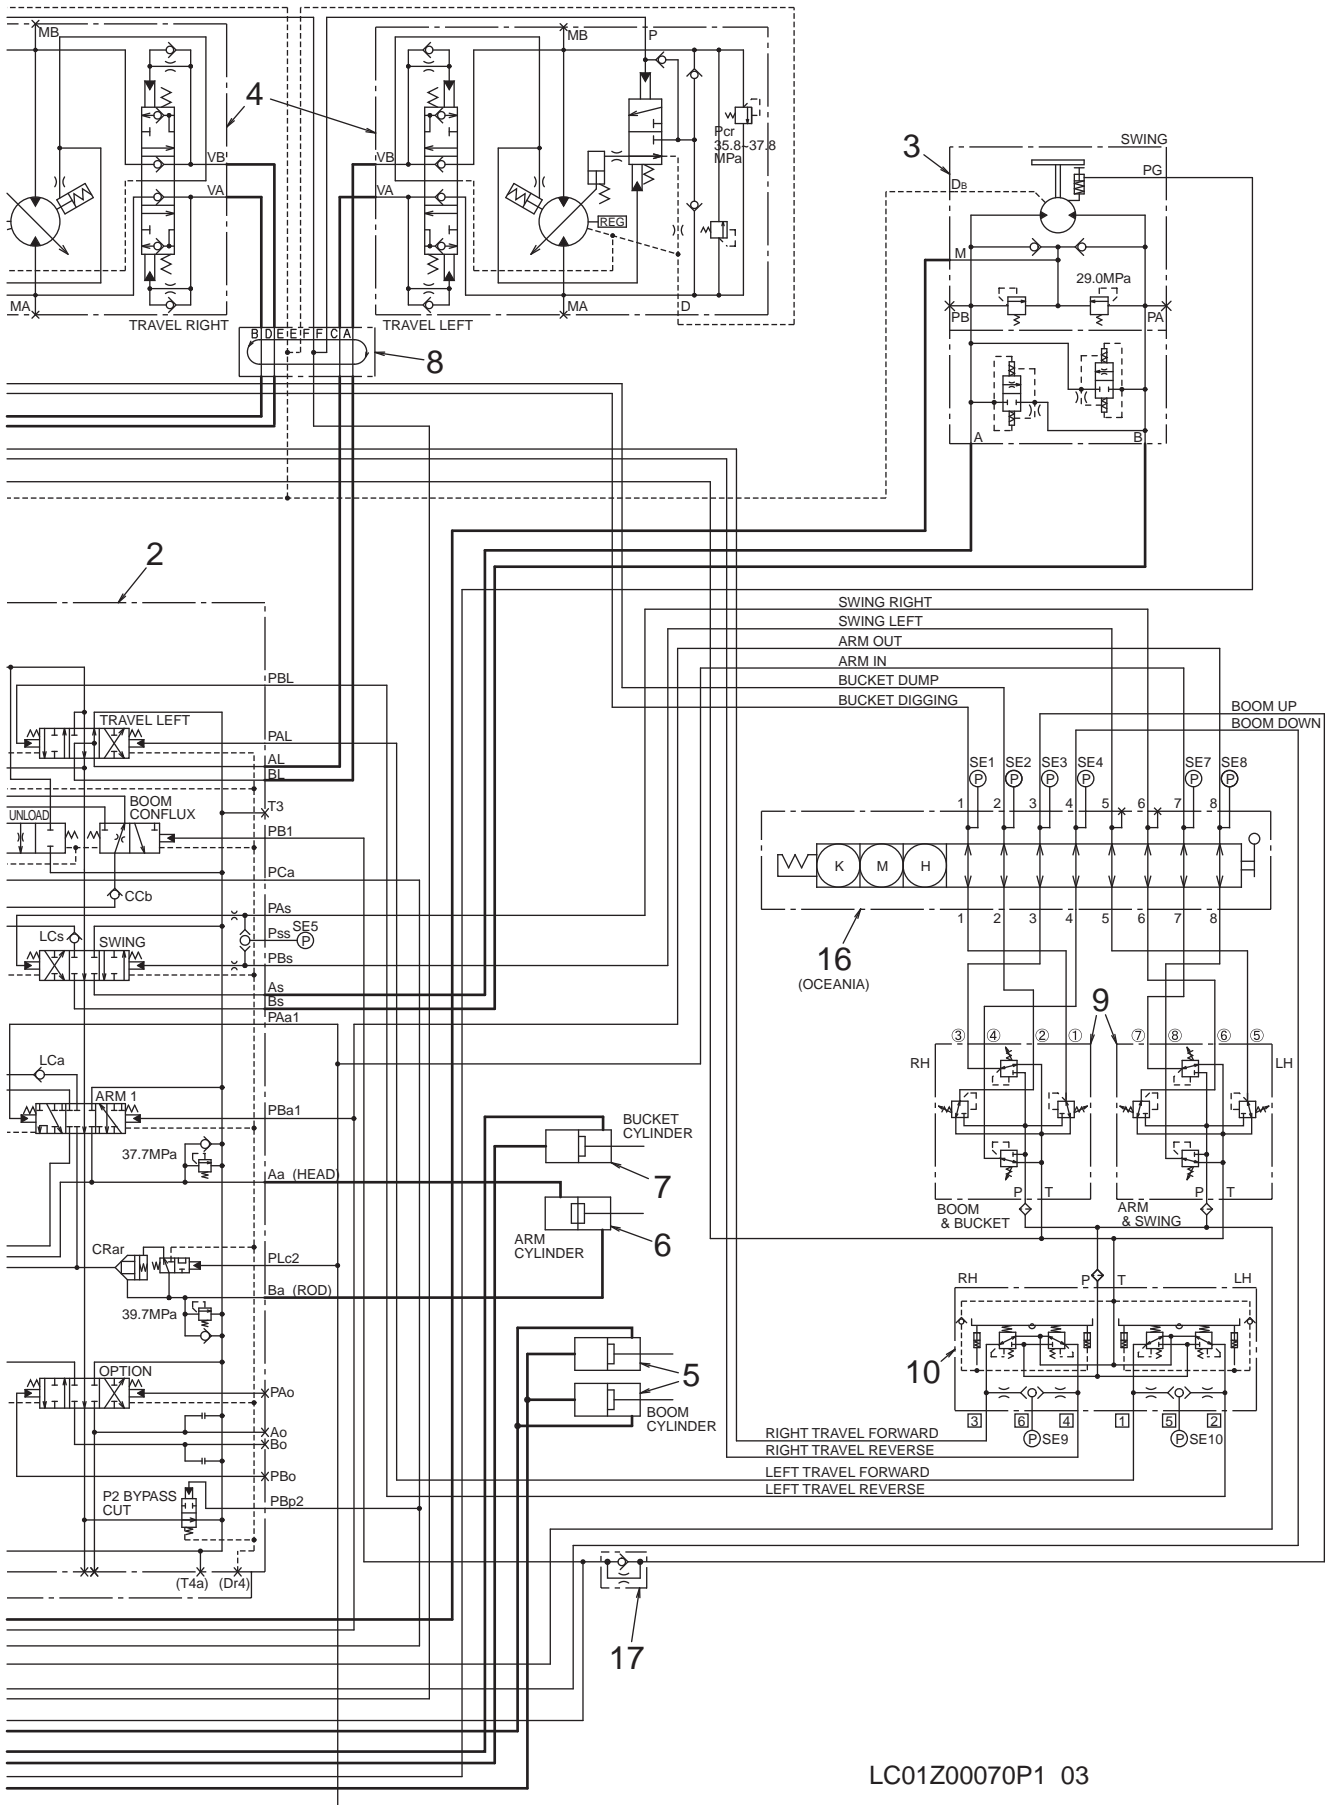 MB
MB
P
4
Pcr
35.8~37.8
MPa
VB
VB
VA
VA
REG
MA
MA
D
TRAVEL RIGHT
TRAVEL LEFT
B D E E F F C A
8
3
SWING
DB
PG
M
29.0MPa
PB
PA
A
B
2
SWING RIGHT
SWING LEFT
ARM OUT
ARM IN
BUCKET DUMP
BUCKET DIGGING
BOOM UP
BOOM DOWN
PBL
TRAVEL LEFT
PAL
AL
BL
BOOM
CONFLUX
UNLOAD
T3
PB1
PCa
CCb
PAs
LCs
SWING
Pss
SE5
P
PBs
As
Bs
PAa1
LCa
ARM 1
PBa1
37.7MPa
Aa (HEAD)
CRar
PLc2
Ba (ROD)
39.7MPa
OPTION
PAo
Ao
Bo
PBo
P2 BYPASS
CUT
PBp2
(T4a) (Dr4)
SE1 SE2 SE3 SE4 SE7 SE8
P P P P P P
1 2 3 4 5 6 7 8
K M H
1 2 3 4 5 6 7 8
16
(OCEANIA)
9
③ ④ ② ① ⑦ ⑧ ⑥ ⑤
RH
LH
P T
P T
BOOM
& BUCKET
ARM
& SWING
BUCKET
CYLINDER
7
ARM
CYLINDER
6
5
BOOM
CYLINDER
RH
P T
LH
10
3 6 4 1 5 2
P SE9
P SE10
RIGHT TRAVEL FORWARD
RIGHT TRAVEL REVERSE
LEFT TRAVEL FORWARD
LEFT TRAVEL REVERSE
17
LC01Z00070P1 03